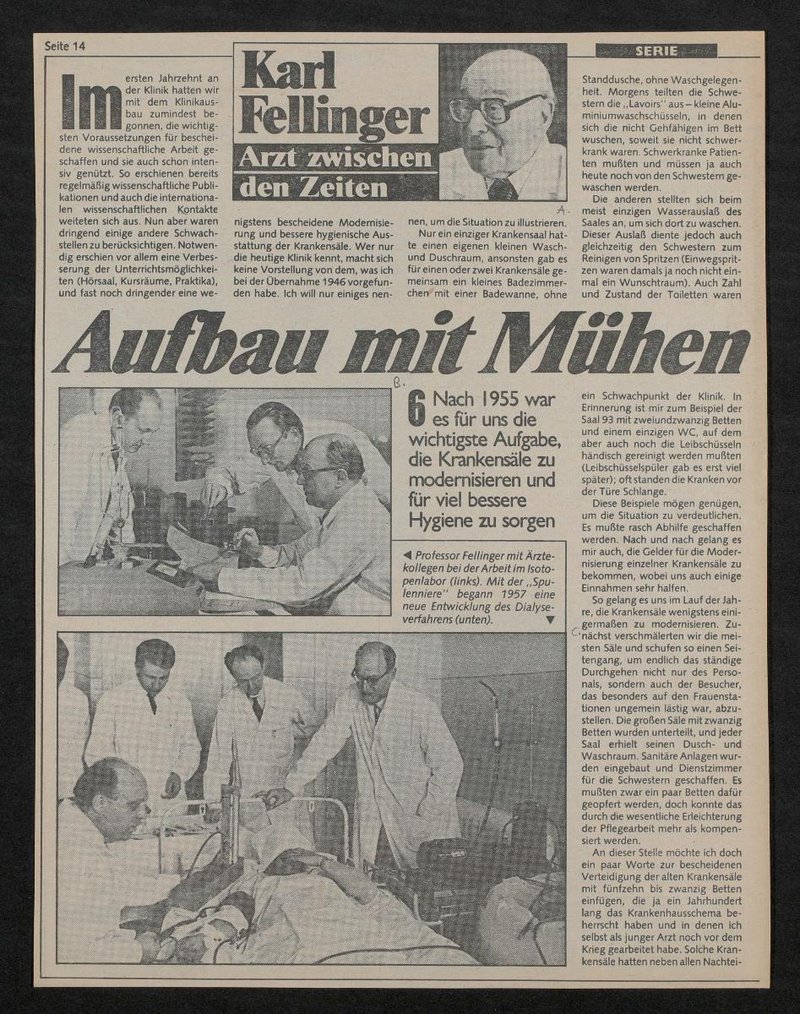 Seite 14
SERIE
Karl
Fellinger
Arzt zwischen
den Zeiten
A.
Im ersten Jahrzehnt an
der Klinik hatten wir
mit dem Klinikaus-
bau zumindest be-
gonnen, die wichtig-
sten Voraussetzungen für beschei-
dene wissenschaftliche Arbeit ge-
schaffen und sie auch schon inten-
siv genützt. So erschienen bereits
regelmäßig wissenschaftliche Publi-
kationen und auch die internationa-
len wissenschaftlichen Kontakte
weiteten sich aus. Nun aber waren
dringend einige andere Schwach-
stellen zu berücksichtigen. Notwen-
dig erschien vor allem eine Verbes-
serung der Unterrichtsmöglichkei-
ten (Hörsaal, Kursräume, Praktika),
und fast noch dringender eine we-
nigstens bescheidene Modernisie-
rung und bessere hygienische Aus-
stattung der Krankensäle. Wer nur
die heutige Klinik kennt, macht sich
keine Vorstellung von dem, was ich
bei der Übernahme 1946 vorgefun-
den habe. Ich will nur einiges nen-
nen, um die Situation zu illustrieren.
Nur ein einziger Krankensaal hat-
te einen eigenen kleinen Wasch-
und Duschraum, ansonsten gab es
für einen oder zwei Krankensäle ge-
meinsam ein kleines Badezimmer-
chen mit einer Badewanne, ohne
Standdusche, ohne Waschgelegen-
heit. Morgens teilten die Schwe-
stern die „Lavoirs" aus – kleine Alu-
miniumwaschschüsseln, in denen
sich die nicht Gehfähigen im Bett
wuschen, soweit sie nicht schwer-
krank waren. Schwerkranke Patien-
ten mußten und müssen ja auch
heute noch von den Schwestern ge-
waschen werden.
Die anderen stellten sich beim
meist einzigen Wasserauslaß des
Saales an, um sich dort zu waschen.
Dieser Auslaß diente jedoch auch
gleichzeitig den Schwestern zum
Reinigen von Spritzen (Einwegsprit-
zen waren damals ja noch nicht ein-
mal ein Wunschtraum). Auch Zahl
und Zustand der Toiletten waren
Aufbau mit Mühen
B.
6 Nach 1955 war
es für uns die
wichtigste Aufgabe,
die Krankensäle zu
modernisieren und
für viel bessere
Hygiene zu sorgen
◀ Professor Fellinger mit Ärzte-
kollegen bei der Arbeit im Isoto-
penlabor (links). Mit der „Spu-
lenniere" begann 1957 eine
neue Entwicklung des Dialyse-
verfahrens (unten). ▼
C.
ein Schwachpunkt der Klinik. In
Erinnerung ist mir zum Beispiel der
Saal 93 mit zweiundzwanzig Betten
und einem einzigen WC, auf dem
aber auch noch die Leibschüsseln
händisch gereinigt werden mußten
(Leibschüsselspüler gab es erst viel
später); oft standen die Kranken vor
der Türe Schlange.
Diese Beispiele mögen genügen,
um die Situation zu verdeutlichen.
Es mußte rasch Abhilfe geschaffen
werden. Nach und nach gelang es
mir auch, die Gelder für die Moder-
nisierung einzelner Krankensäle zu
bekommen, wobei uns auch einige
Einnahmen sehr halfen.
So gelang es uns im Lauf der Jah-
re, die Krankensäle wenigstens eini-
germaßen zu modernisieren. Zu-
nächst verschmälerten wir die mei-
sten Säle und schufen so einen Sei-
tengang, um endlich das ständige
Durchgehen nicht nur des Perso-
nals, sondern auch der Besucher,
das besonders auf den Frauensta-
tionen ungemein lästig war, abzu-
stellen. Die großen Säle mit zwanzig
Betten wurden unterteilt, und jeder
Saal erhielt seinen Dusch- und
Waschraum. Sanitäre Anlagen wur-
den eingebaut und Dienstzimmer
für die Schwestern geschaffen. Es
mußten zwar ein paar Betten dafür
geopfert werden, doch konnte das
durch die wesentliche Erleichterung
der Pflegearbeit mehr als kompen-
siert werden.
An dieser Stelle möchte ich doch
ein paar Worte zur bescheidenen
Verteidigung der alten Krankensäle
mit fünfzehn bis zwanzig Betten
einfügen, die ja ein Jahrhundert
lang das Krankenhausschema be-
herrscht haben und in denen ich
selbst als junger Arzt noch vor dem
Krieg gearbeitet habe. Solche Kran-
kensäle hatten neben allen Nachtei-